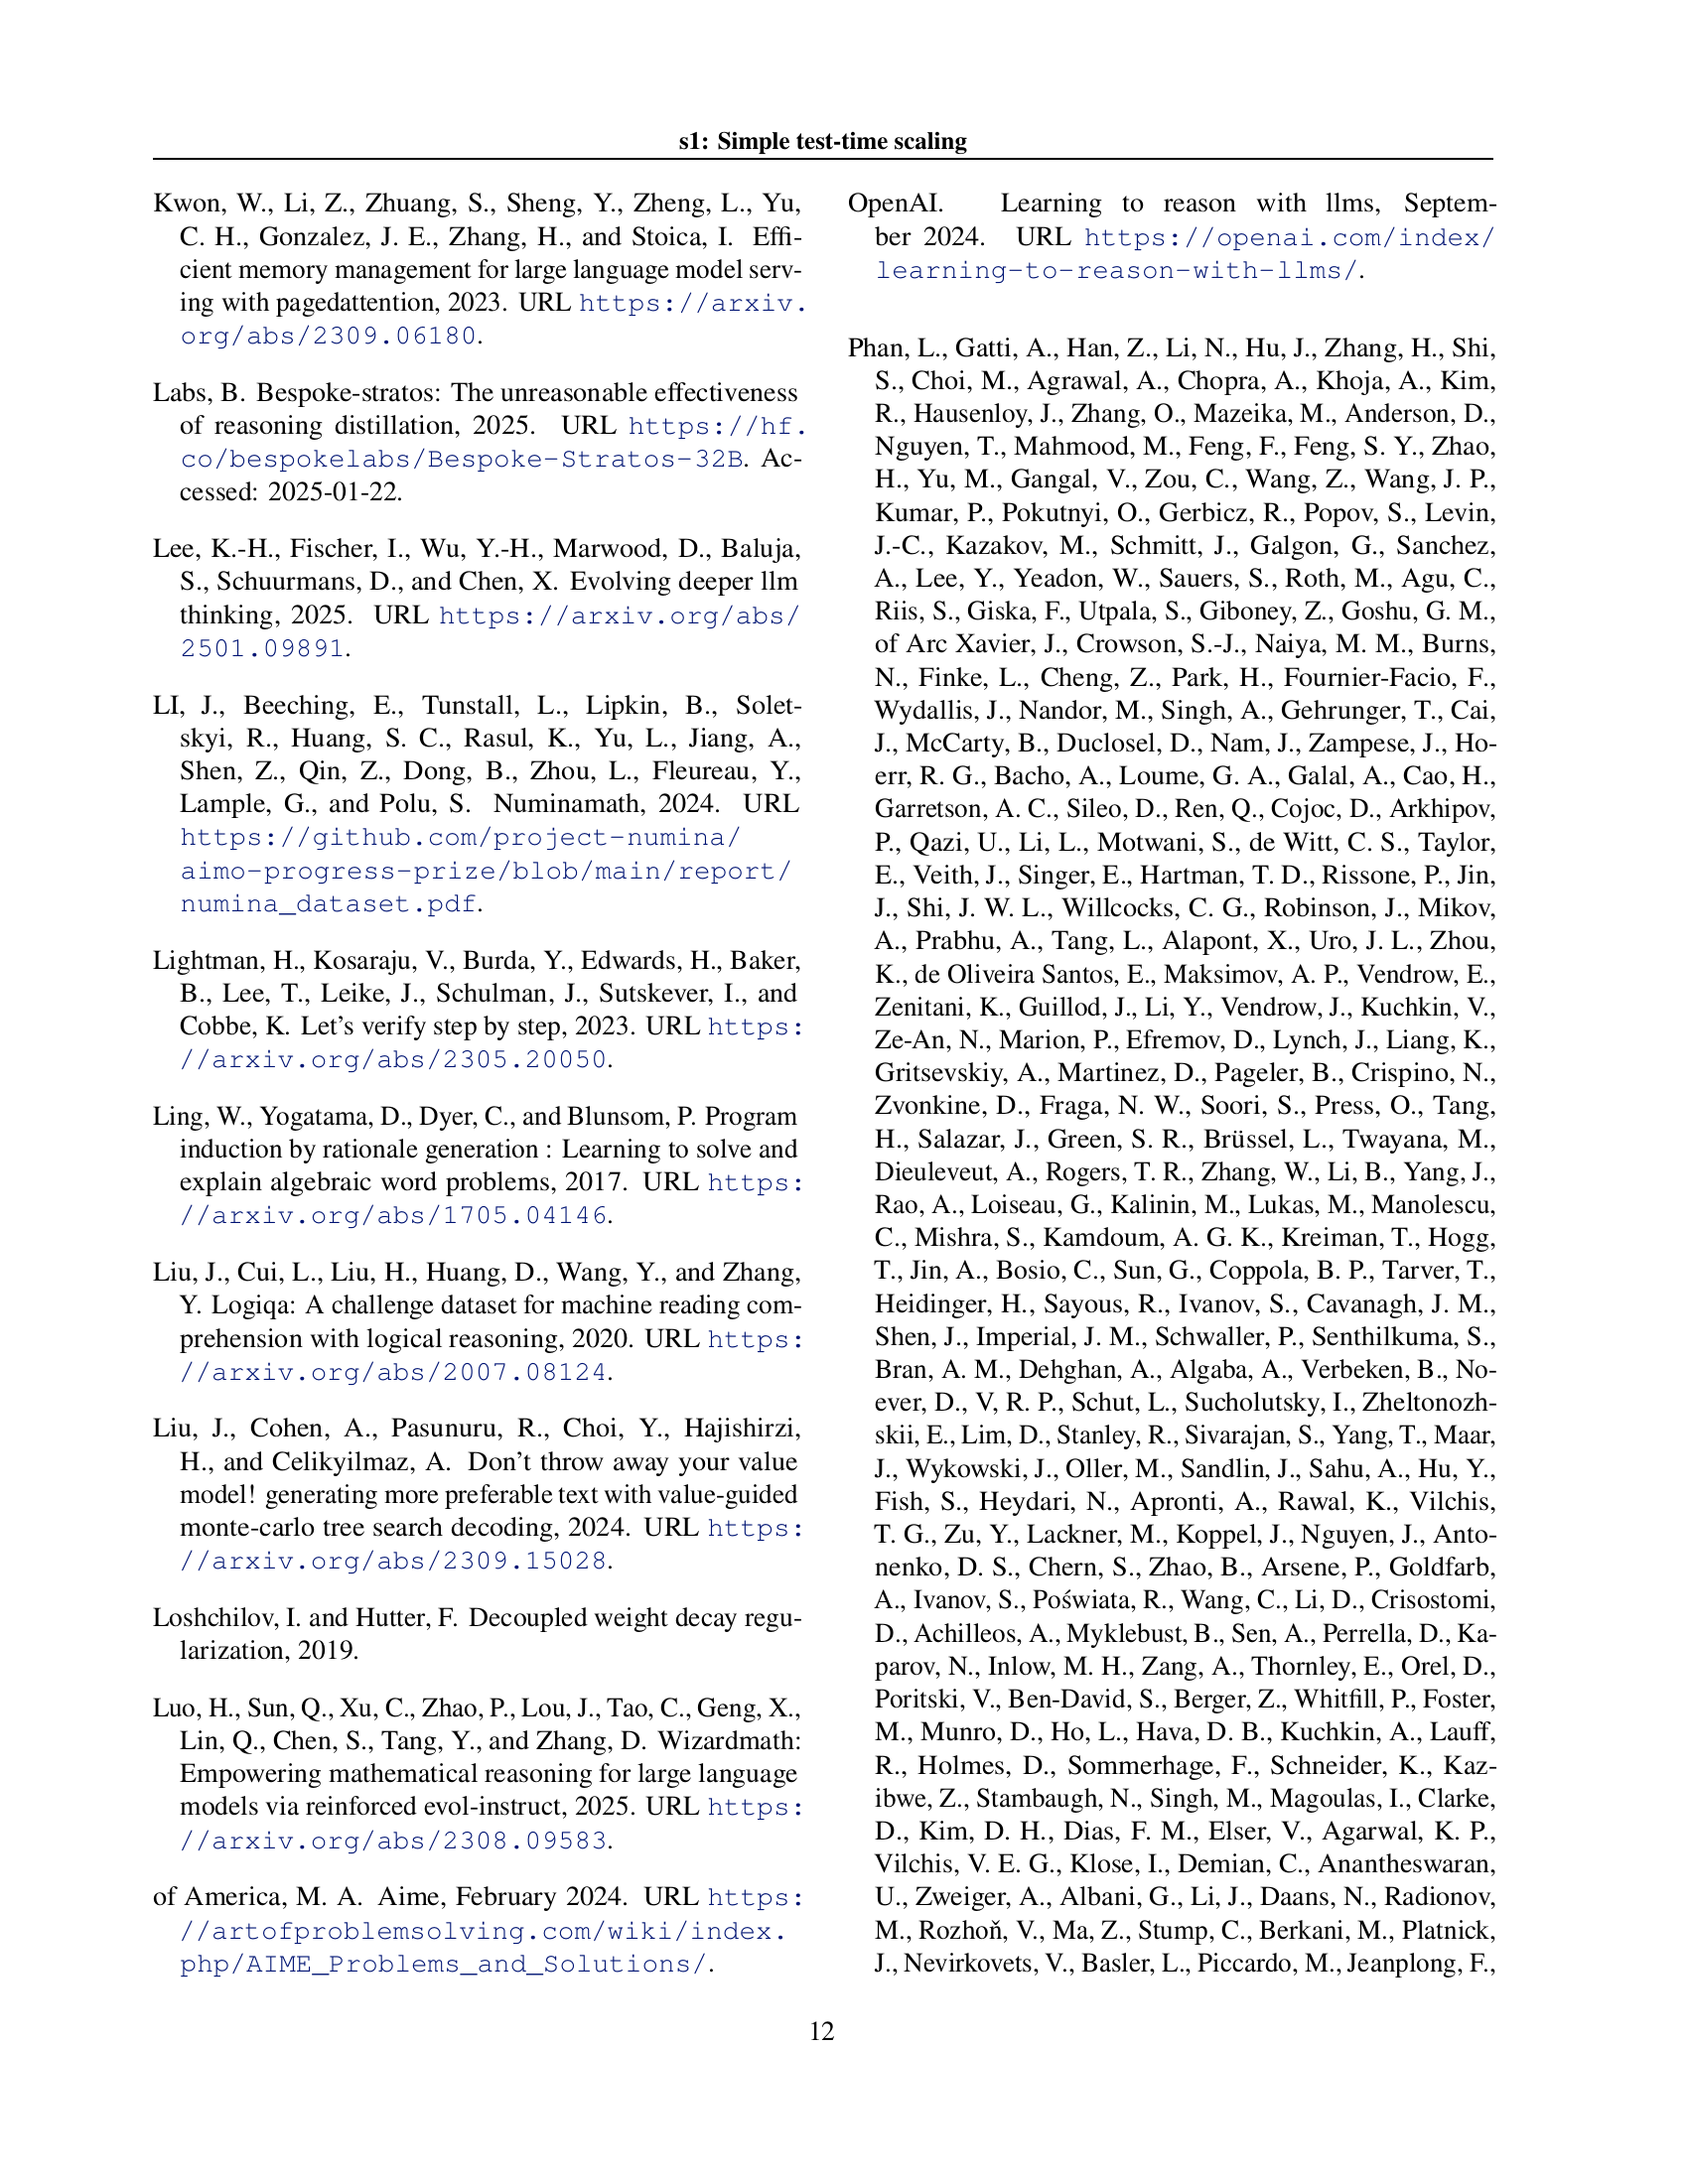 s1: Simple test-time scaling
Kwon, W., Li, Z., Zhuang, S., Sheng, Y., Zheng, L., Yu,
C. H., Gonzalez, J. E., Zhang, H., and Stoica, I. Effi-
cient memory management for large language model serv-
ing with pagedattention, 2023. URL https://arxiv.
org/abs/2309.06180.
Labs, B. Bespoke-stratos: The unreasonable effectiveness
of reasoning distillation, 2025. URL https://hf.
co/bespokelabs/Bespoke-Stratos-32B. Ac-
cessed: 2025-01-22.
Lee, K.-H., Fischer, I., Wu, Y.-H., Marwood, D., Baluja,
S., Schuurmans, D., and Chen, X. Evolving deeper llm
thinking, 2025. URL https://arxiv.org/abs/
2501.09891.
LI, J., Beeching, E., Tunstall, L., Lipkin, B., Solet-
skyi, R., Huang, S. C., Rasul, K., Yu, L., Jiang, A.,
Shen, Z., Qin, Z., Dong, B., Zhou, L., Fleureau, Y.,
Lample, G., and Polu, S. Numinamath, 2024. URL
https://github.com/project-numina/
aimo-progress-prize/blob/main/report/
numina_dataset.pdf.
Lightman, H., Kosaraju, V., Burda, Y., Edwards, H., Baker,
B., Lee, T., Leike, J., Schulman, J., Sutskever, I., and
Cobbe, K. Let's verify step by step, 2023. URL https:
//arxiv.org/abs/2305.20050.
Ling, W., Yogatama, D., Dyer, C., and Blunsom, P. Program
induction by rationale generation : Learning to solve and
explain algebraic word problems, 2017. URL https:
//arxiv.org/abs/1705.04146.
Liu, J., Cui, L., Liu, H., Huang, D., Wang, Y., and Zhang,
Y. Logiqa: A challenge dataset for machine reading com-
prehension with logical reasoning, 2020. URL https:
//arxiv.org/abs/2007.08124.
Liu, J., Cohen, A., Pasunuru, R., Choi, Y., Hajishirzi,
H., and Celikyilmaz, A. Don't throw away your value
model! generating more preferable text with value-guided
monte-carlo tree search decoding, 2024. URL https:
//arxiv.org/abs/2309.15028.
Loshchilov, I. and Hutter, F. Decoupled weight decay regu-
larization, 2019.
Luo, H., Sun, Q., Xu, C., Zhao, P., Lou, J., Tao, C., Geng, X.,
Lin, Q., Chen, S., Tang, Y., and Zhang, D. Wizardmath:
Empowering mathematical reasoning for large language
models via reinforced evol-instruct, 2025. URL https:
//arxiv.org/abs/2308.09583.
of America, M. A. Aime, February 2024. URL https:
//artofproblemsolving.com/wiki/index.
php/AIME_Problems_and_Solutions/.
OpenAI. Learning to reason with llms, Septem-
ber 2024. URL https://openai.com/index/
learning-to-reason-with-llms/.
Phan, L., Gatti, A., Han, Z., Li, N., Hu, J., Zhang, H., Shi,
S., Choi, M., Agrawal, A., Chopra, A., Khoja, A., Kim,
R., Hausenloy, J., Zhang, O., Mazeika, M., Anderson, D.,
Nguyen, T., Mahmood, M., Feng, F., Feng, S. Y., Zhao,
H., Yu, M., Gangal, V., Zou, C., Wang, Z., Wang, J. P.,
Kumar, P., Pokutnyi, O., Gerbicz, R., Popov, S., Levin,
J.-C., Kazakov, M., Schmitt, J., Galgon, G., Sanchez,
A., Lee, Y., Yeadon, W., Sauers, S., Roth, M., Agu, C.,
Riis, S., Giska, F., Utpala, S., Giboney, Z., Goshu, G. M.,
of Arc Xavier, J., Crowson, S.-J., Naiya, M. M., Burns,
N., Finke, L., Cheng, Z., Park, H., Fournier-Facio, F.,
Wydallis, J., Nandor, M., Singh, A., Gehrunger, T., Cai,
J., McCarty, B., Duclosel, D., Nam, J., Zampese, J., Ho-
err, R. G., Bacho, A., Loume, G. A., Galal, A., Cao, H.,
Garretson, A. C., Sileo, D., Ren, Q., Cojoc, D., Arkhipov,
P., Qazi, U., Li, L., Motwani, S., de Witt, C. S., Taylor,
E., Veith, J., Singer, E., Hartman, T. D., Rissone, P., Jin,
J., Shi, J. W. L., Willcocks, C. G., Robinson, J., Mikov,
A., Prabhu, A., Tang, L., Alapont, X., Uro, J. L., Zhou,
K., de Oliveira Santos, E., Maksimov, A. P., Vendrow, E.,
Zenitani, K., Guillod, J., Li, Y., Vendrow, J., Kuchkin, V.,
Ze-An, N., Marion, P., Efremov, D., Lynch, J., Liang, K.,
Gritsevskiy, A., Martinez, D., Pageler, B., Crispino, N.,
Zvonkine, D., Fraga, N. W., Soori, S., Press, O., Tang,
H., Salazar, J., Green, S. R., Brüssel, L., Twayana, M.,
Dieuleveut, A., Rogers, T. R., Zhang, W., Li, B., Yang, J.,
Rao, A., Loiseau, G., Kalinin, M., Lukas, M., Manolescu,
C., Mishra, S., Kamdoum, A. G. K., Kreiman, T., Hogg,
T., Jin, A., Bosio, C., Sun, G., Coppola, B. P., Tarver, T.,
Heidinger, H., Sayous, R., Ivanov, S., Cavanagh, J. M.,
Shen, J., Imperial, J. M., Schwaller, P., Senthilkuma, S.,
Bran, A. M., Dehghan, A., Algaba, A., Verbeken, B., No-
ever, D., V, R. P., Schut, L., Sucholutsky, I., Zheltonozh-
skii, E., Lim, D., Stanley, R., Sivarajan, S., Yang, T., Maar,
J., Wykowski, J., Oller, M., Sandlin, J., Sahu, A., Hu, Y.,
Fish, S., Heydari, N., Apronti, A., Rawal, K., Vilchis,
T. G., Zu, Y., Lackner, M., Koppel, J., Nguyen, J., Anto-
nenko, D. S., Chern, S., Zhao, B., Arsene, P., Goldfarb,
A., Ivanov, S., Poświata, R., Wang, C., Li, D., Crisostomi,
D., Achilleos, A., Myklebust, B., Sen, A., Perrella, D., Ka-
parov, N., Inlow, M. H., Zang, A., Thornley, E., Orel, D.,
Poritski, V., Ben-David, S., Berger, Z., Whitfill, P., Foster,
M., Munro, D., Ho, L., Hava, D. B., Kuchkin, A., Lauff,
R., Holmes, D., Sommerhage, F., Schneider, K., Kaz-
ibwe, Z., Stambaugh, N., Singh, M., Magoulas, I., Clarke,
D., Kim, D. H., Dias, F. M., Elser, V., Agarwal, K. P.,
Vilchis, V. E. G., Klose, I., Demian, C., Anantheswaran,
U., Zweiger, A., Albani, G., Li, J., Daans, N., Radionov,
M., Rozhoň, V., Ma, Z., Stump, C., Berkani, M., Platnick,
J., Nevirkovets, V., Basler, L., Piccardo, M., Jeanplong, F.,
12